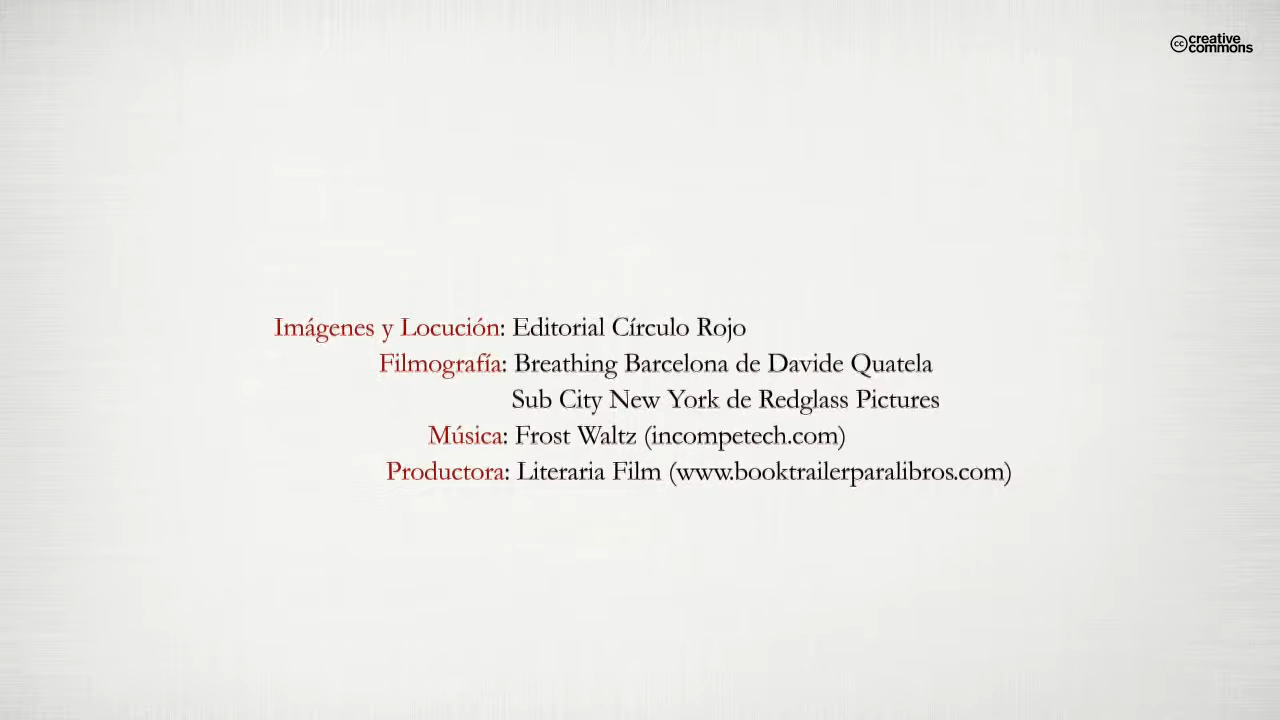 creative
commons
Imágenes y Locución: Editorial Círculo Rojo
Filmografía: Breathing Barcelona de Davide Quatela
Sub City New York de Redglass Pictures
Música: Frost Waltz (incompetech.com)
Productora: Literaria Film (www.booktrailerparalibros.com)